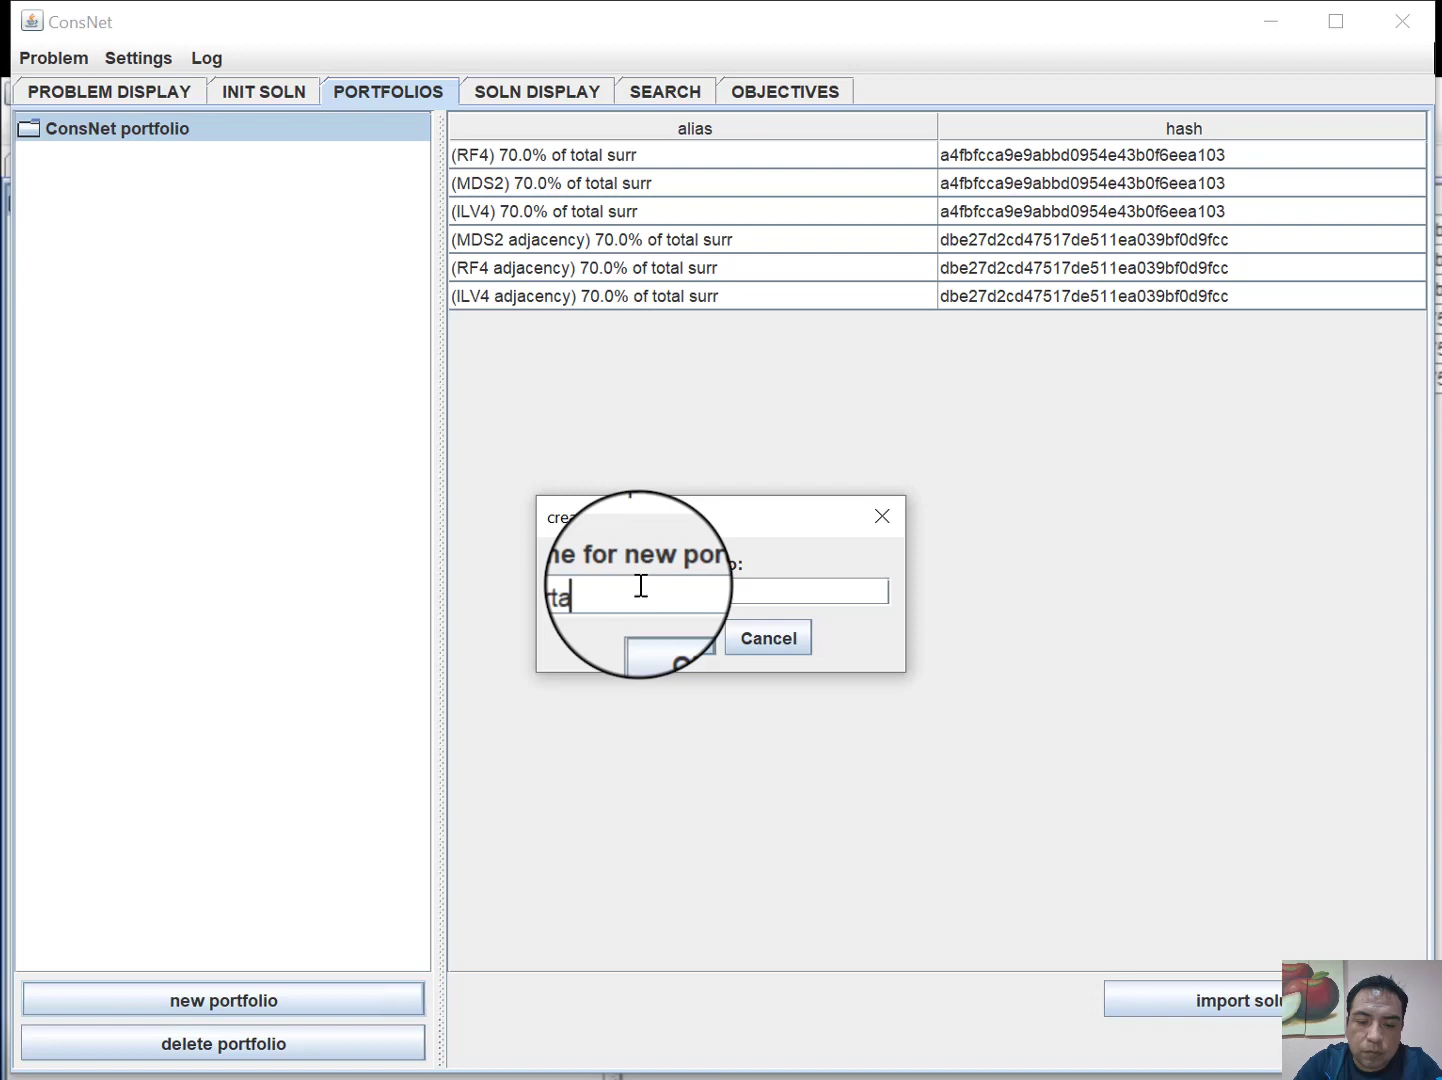 ConsNet
Problem Settings Log
PROBLEM DISPLAY INIT SOLN PORTFOLIOS SOLN DISPLAY SEARCH OBJECTIVES
ConsNet portfolio
alias hash
(RF4) 70.0% of total surr a4fbfcca9e9abbd0954e43b0f6eea103
(MDS2) 70.0% of total surr a4fbfcca9e9abbd0954e43b0f6eea103
(ILV4) 70.0% of total surr a4fbfcca9e9abbd0954e43b0f6eea103
(MDS2 adjacency) 70.0% of total surr dbe27d2cd47517de511ea039bf0d9fcc
(RF4 adjacency) 70.0% of total surr dbe27d2cd47517de511ea039bf0d9fcc
(ILV4 adjacency) 70.0% of total surr dbe27d2cd47517de511ea039bf0d9fcc
for new
Cancel
new portfolio
import
delete portfolio